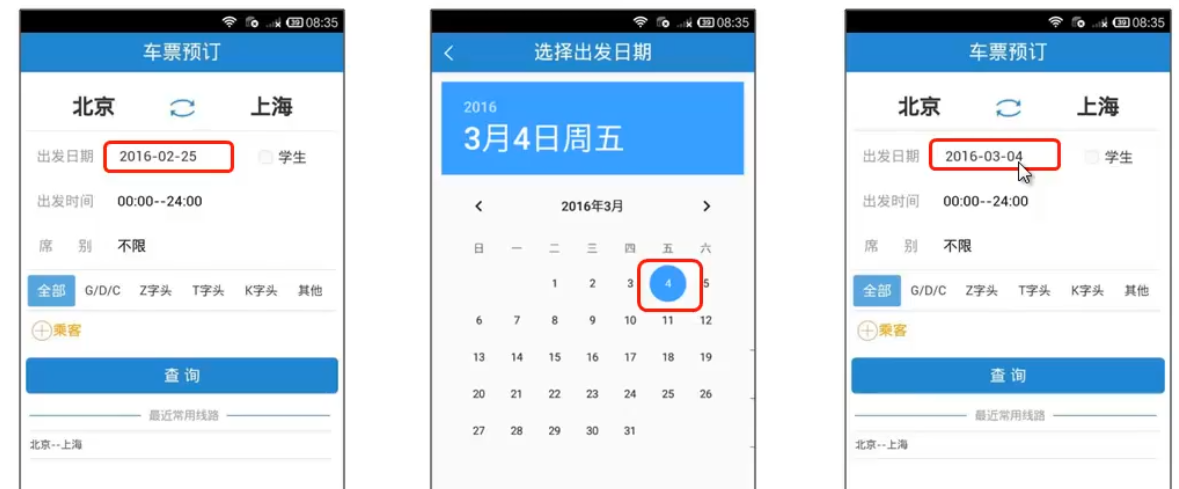 08:35
车票预订
北京 上海
出发日期 2016-02-25 学生
出发时间 00:00--24:00
席 别 不限
全部 G/D/C Z字头 T字头 K字头 其他
乘客
查 询
最近常用线路
北京--上海
39 08:35
选择出发日期
2016
3月4日周五
2016年3月
日 一 二 三 四 五 六
1 2 3 4 5
6 7 8 9 10 11 12
13 14 15 16 17 18 19
20 21 22 23 24 25 26
27 28 29 30 31
39 08:35
车票预订
北京 上海
出发日期 2016-03-04 学生
出发时间 00:00--24:00
席 别 不限
全部 G/D/C Z字头 T字头 K字头 其他
乘客
查 询
最近常用线路
北京--上海